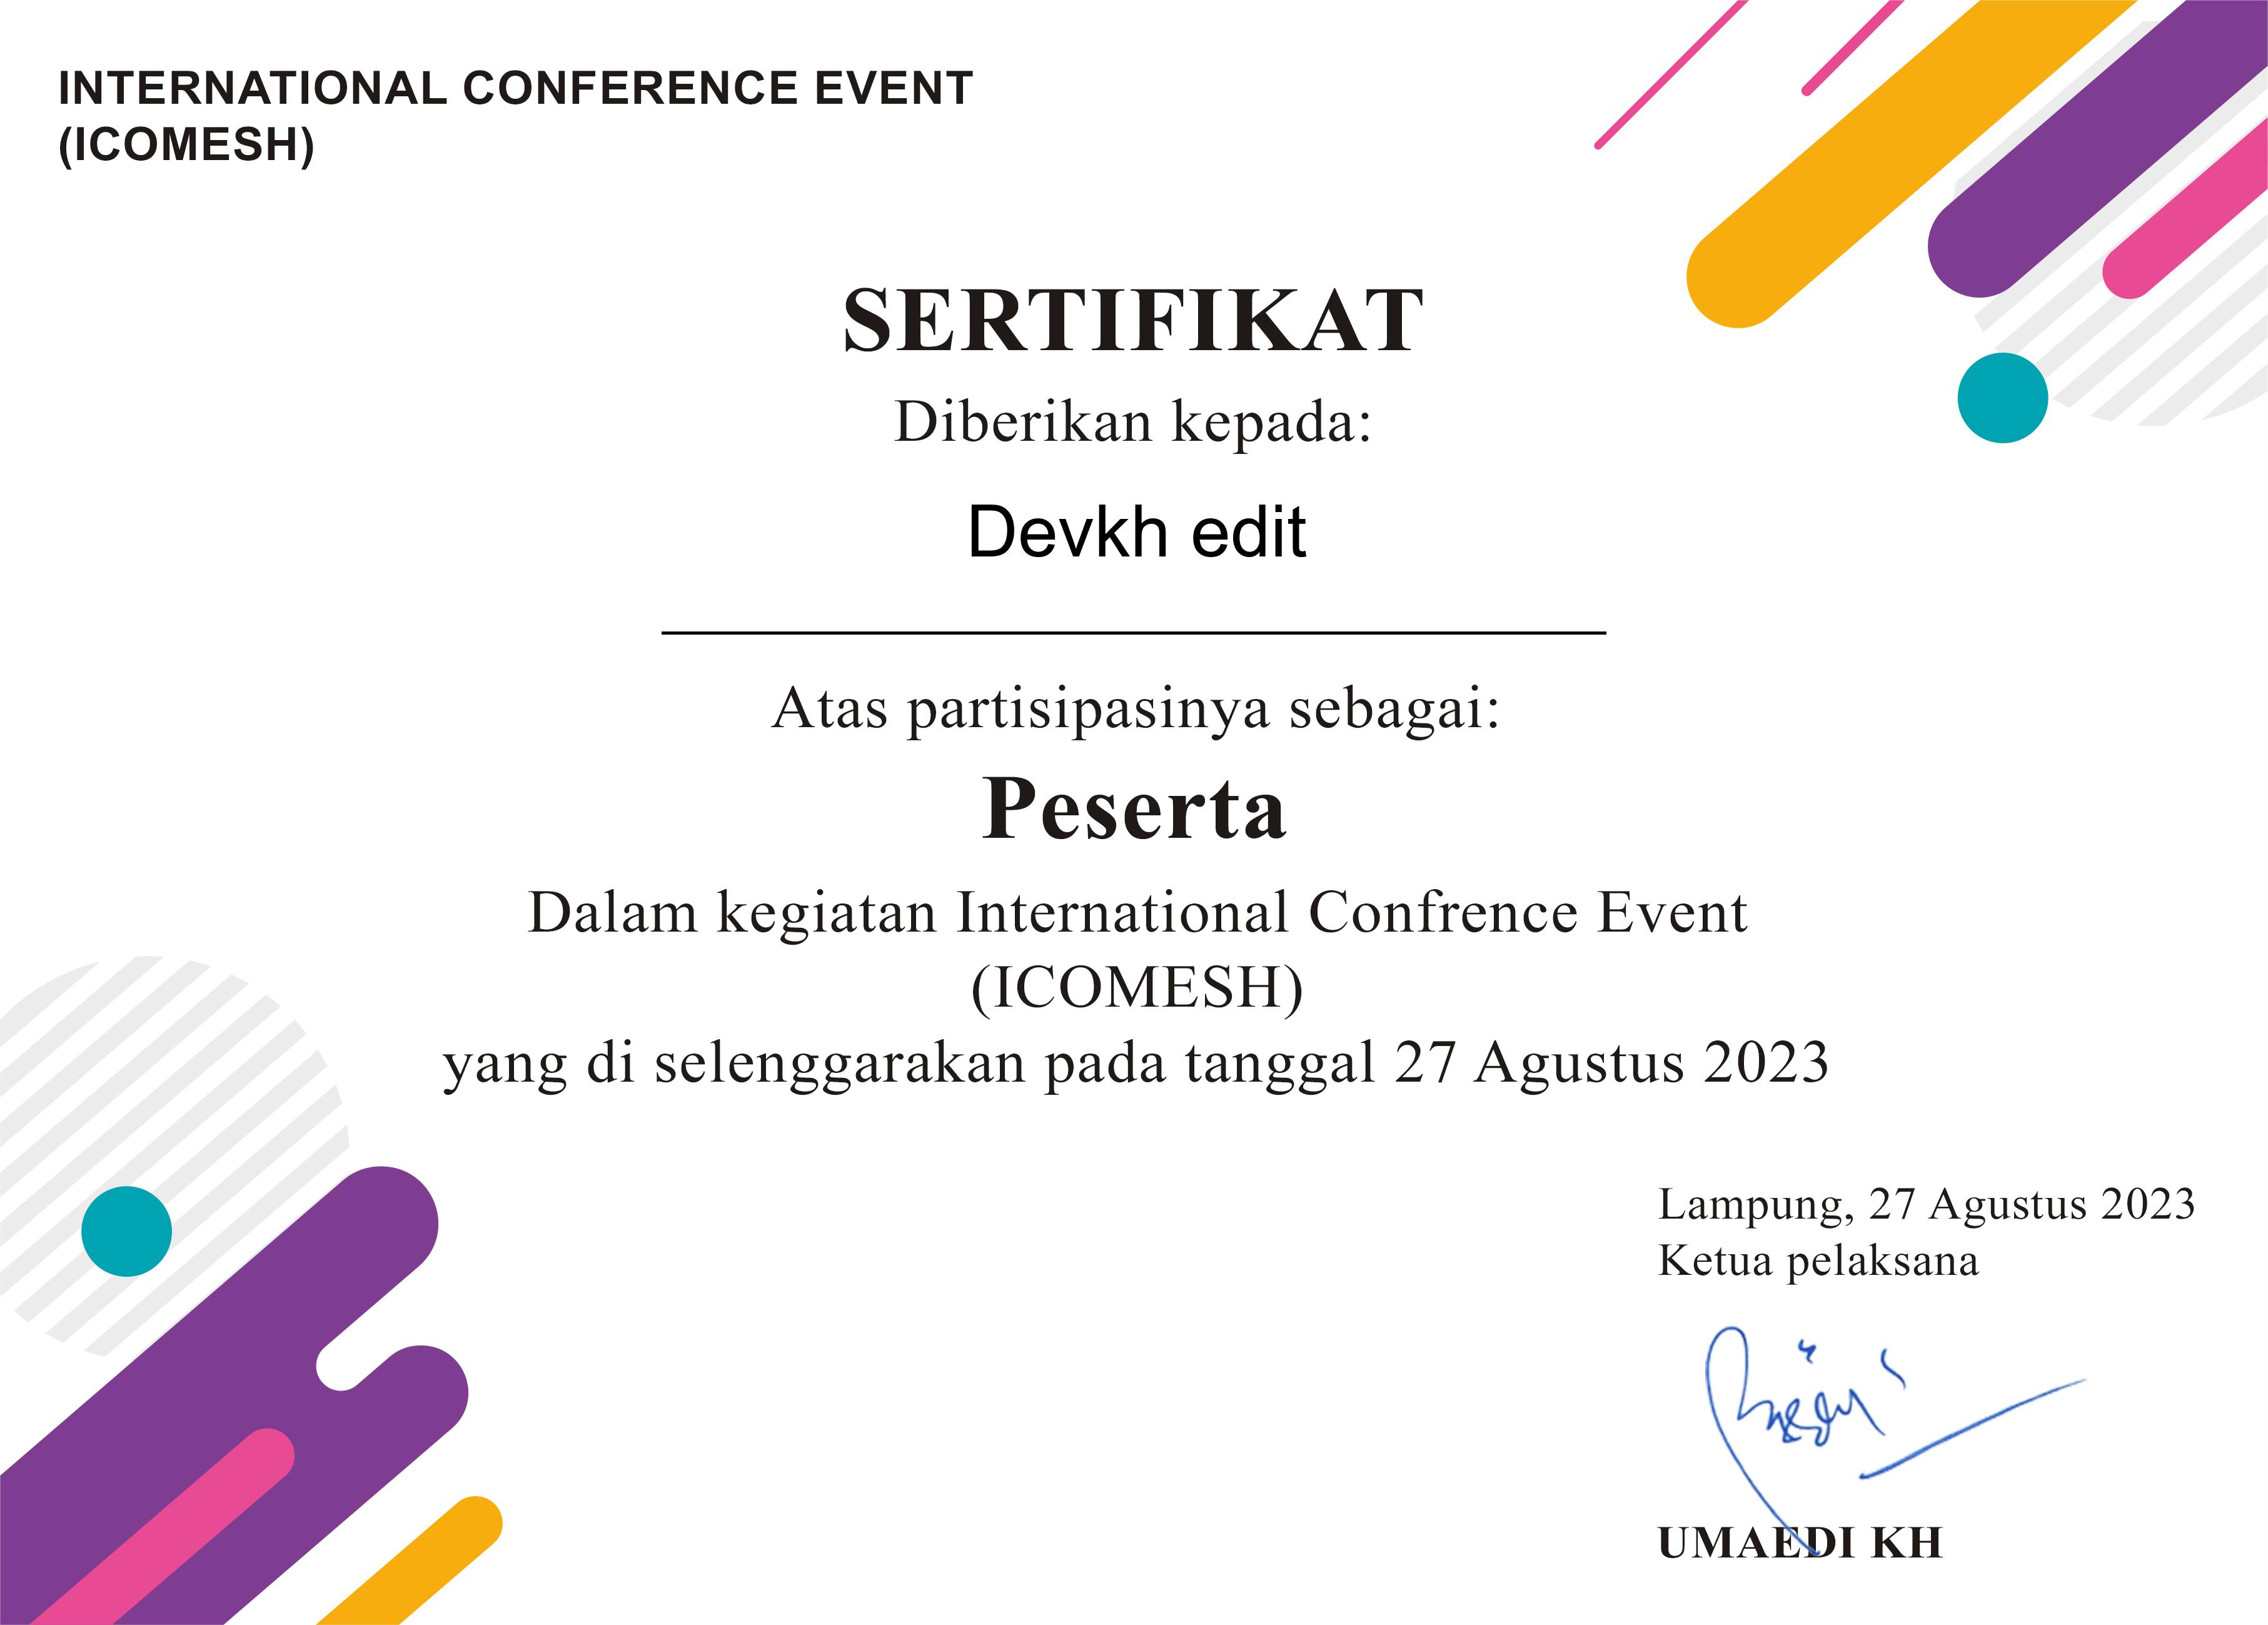 INTERNATIONAL CONFERENCE EVENT
(ICOMESH)
SERTIFIKAT
Diberikan kepada:
Devkh edit
Atas partisipasinya sebagai:
Peserta
Dalam kegiatan International Confrence Event
(ICOMESH)
yang di selenggarakan pada tanggal 27 Agustus 2023
Lampung, 27 Agustus 2023
Ketua pelaksana
UMAEDI KH